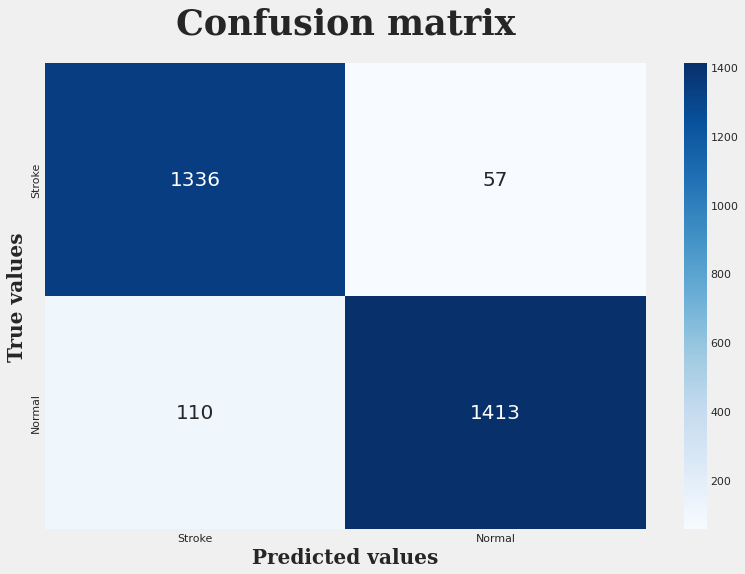 Confusion matrix
True values
Stroke
Normal
1336
57
110
1413
Stroke
Normal
Predicted values
1400
1200
1000
800
600
400
200